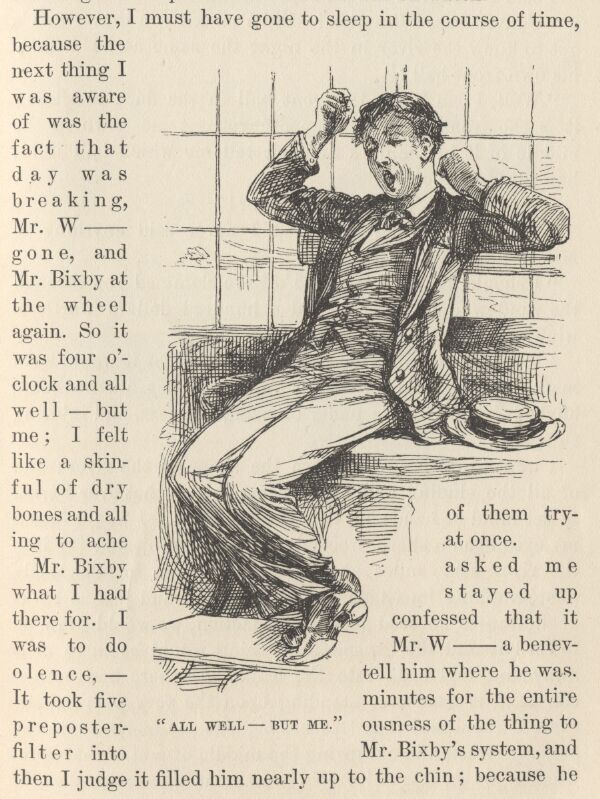 However, I must have gone to sleep in the course of time,
because the
next thing I
was aware
of was the
fact that
day was
breaking,
Mr. W——
gone, and
Mr. Bixby at
the wheel
again. So it
was four o'-
clock and all
well — but
me; I felt
like a skin-
ful of dry
bones and all of them try-
ing to ache at once.
Mr. Bixby asked me
what I had stayed up
there for. I confessed that it
was to do Mr. W—— a benev-
olence, — tell him where he was.
It took five minutes for the entire
preposter- ousness of the thing to
filter into Mr. Bixby's system, and
then I judge it filled him nearly up to the chin; because he
"ALL WELL — BUT ME."